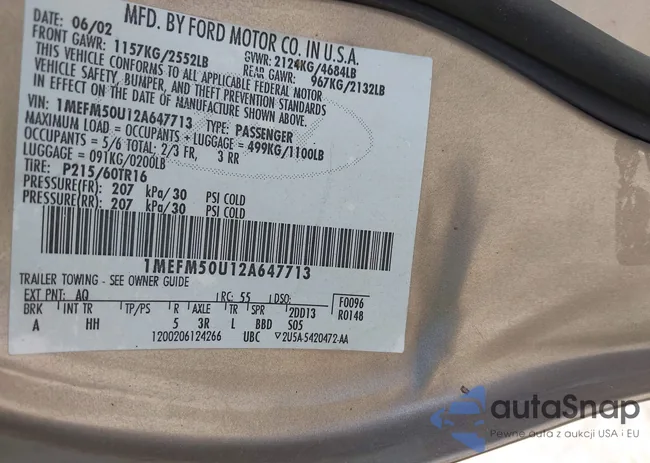 DATE: 06/02 MFD. BY FORD MOTOR CO. IN U.S.A.
FRONT GAWR: 1157KG/2552LB GVWR: 2124KG/4684LB
REAR GAWR: 967KG/2132LB
THIS VEHICLE CONFORMS TO ALL APPLICABLE FEDERAL MOTOR
VEHICLE SAFETY, BUMPER, AND THEFT PREVENTION STANDARDS
IN EFFECT ON THE DATE OF MANUFACTURE SHOWN ABOVE.
VIN: 1MEFM50U12A647713 TYPE: PASSENGER
MAXIMUM LOAD = OCCUPANTS + LUGGAGE = 499KG/1100LB
OCCUPANTS = 5/6 TOTAL: 2/3 FR, 3 RR
LUGGAGE = 091KG/0200LB
TIRE: P215/60TR16
PRESSURE(FR): 207 kPa/30 PSI COLD
PRESSURE(RR): 207 kPa/30 PSI COLD
1MEFM50U12A647713
TRAILER TOWING - SEE OWNER GUIDE
EXT PNT: AQ RC: 55 DSO: F0096
BRK INT TR TP/PS R AXLE TR SPR 2DD13 R0148
A HH 5 3R L BBD S05
1200206124266 UBC ▽2U5A-5420472-AA
autaSnap
Pewne auta z aukcji USA i EU